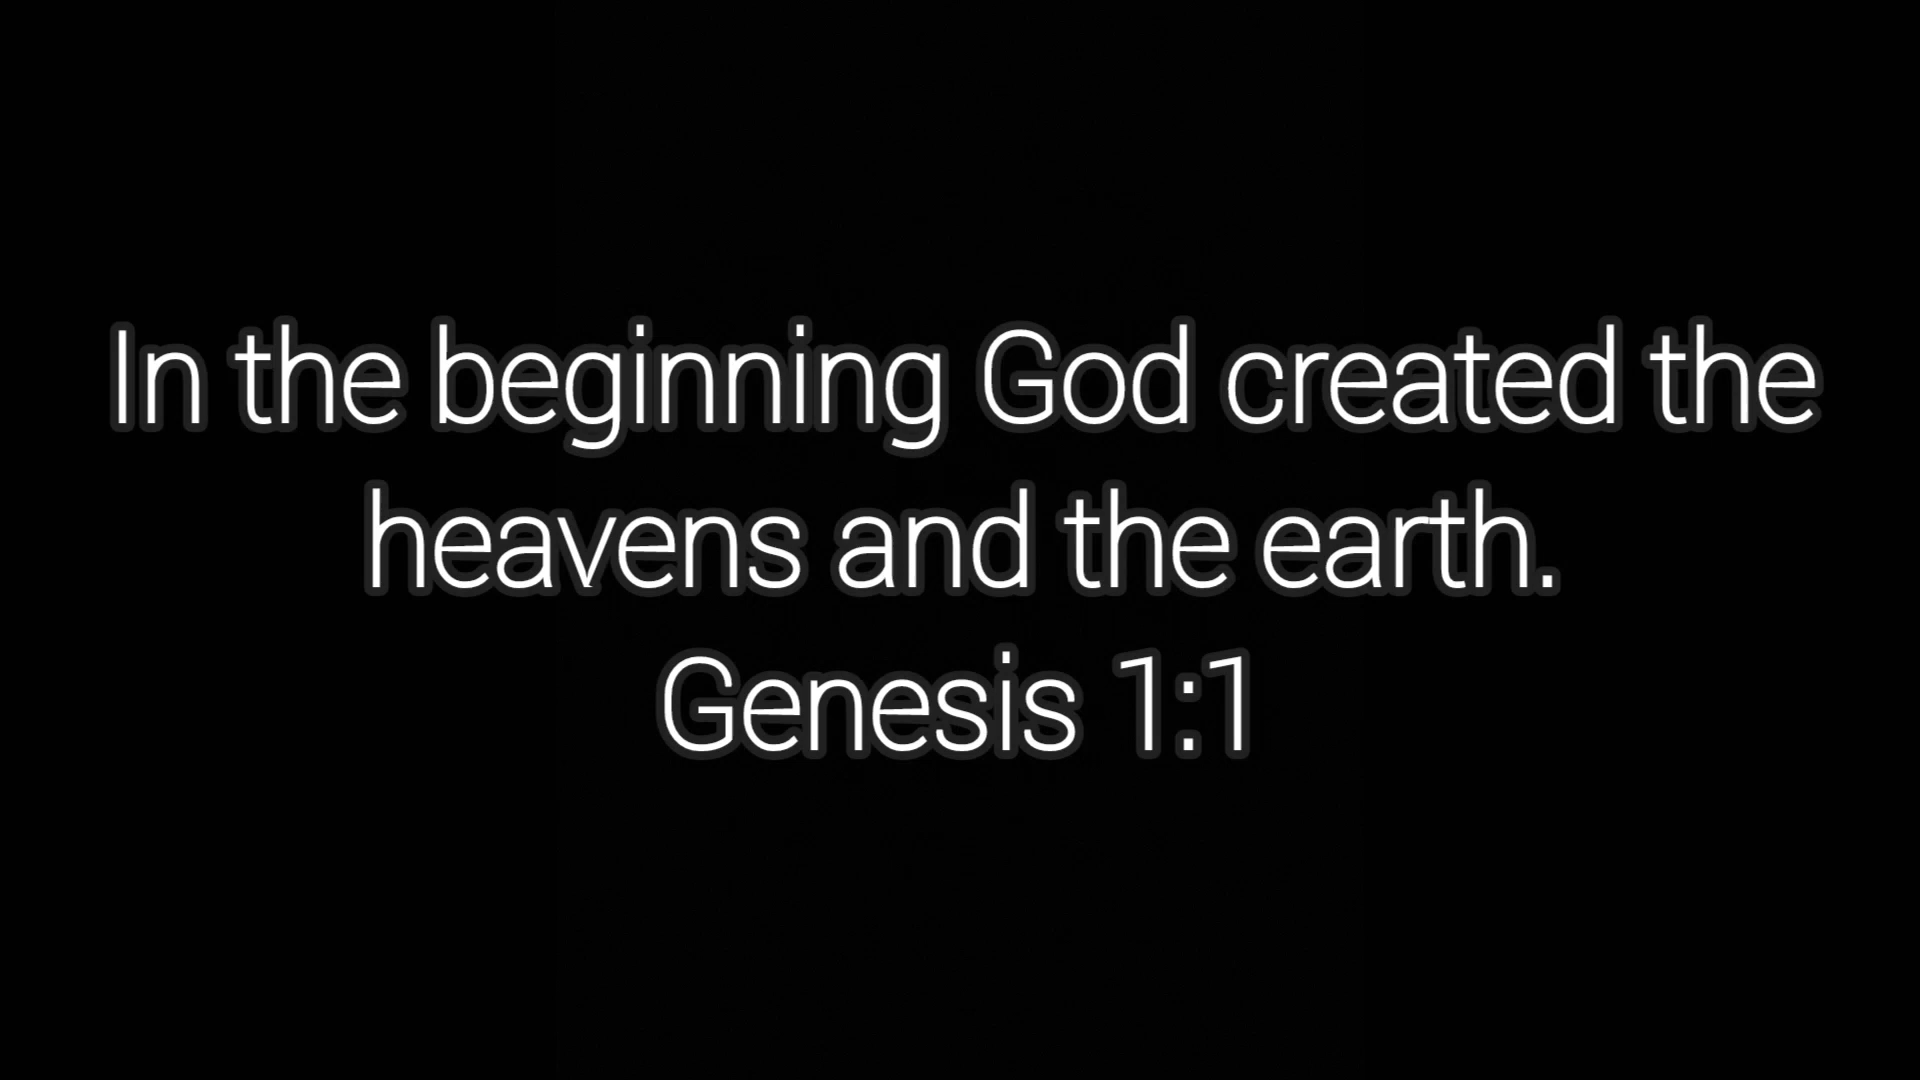 In the beginning God created the
heavens and the earth.
Genesis 1:1